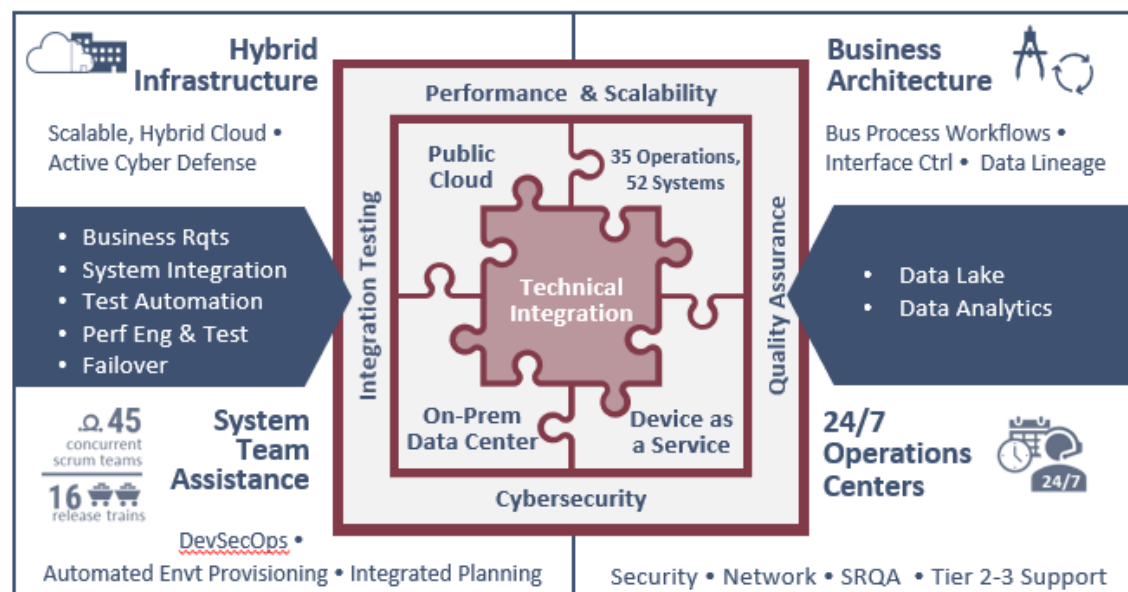 Hybrid
Infrastructure
Scalable, Hybrid Cloud •
Active Cyber Defense
• Business Rqts
• System Integration
• Test Automation
• Perf Eng & Test
• Failover
45
concurrent
scrum teams
16
release trains
System
Team
Assistance
DevSecOps •
Automated Envt Provisioning • Integrated Planning
Performance & Scalability
Integration Testing
Public
Cloud
35 Operations,
52 Systems
Technical
Integration
On-Prem
Data Center
Device as
a Service
Quality Assurance
Cybersecurity
Business
Architecture
Bus Process Workflows •
Interface Ctrl • Data Lineage
• Data Lake
• Data Analytics
24/7
Operations
Centers
24/7
Security • Network • SRQA • Tier 2-3 Support